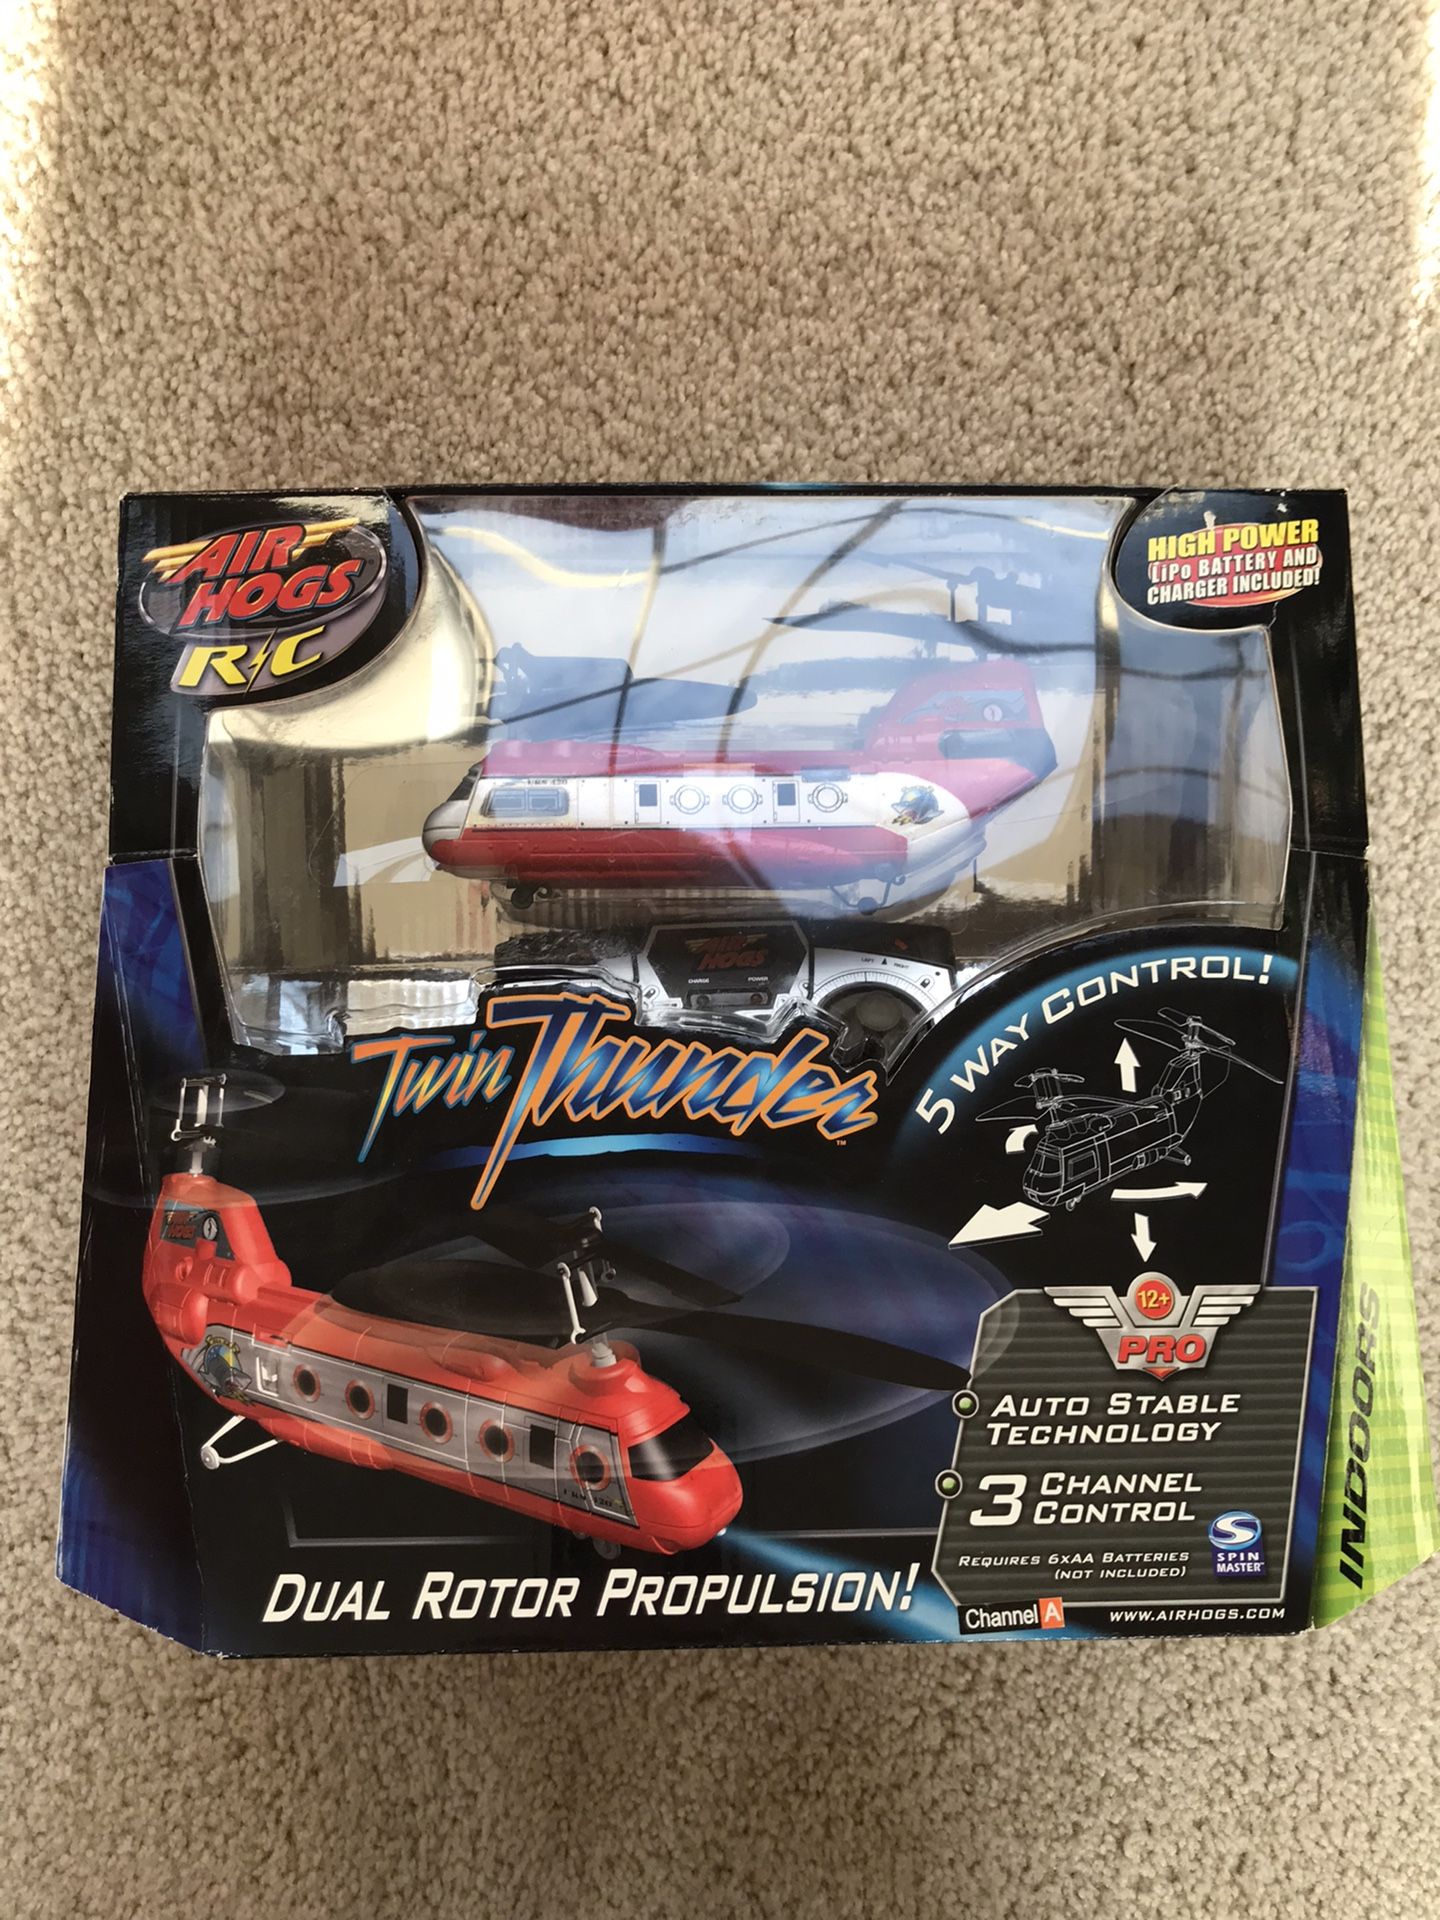 AIR
HOGS
R/C
HIGH POWER
LiPo BATTERY AND
CHARGER INCLUDED!
AIR
HOGS
CHARGE
POWER
LEFT
RIGHT
Twin Thunder™
5 WAY CONTROL!
AIR
HOGS
12+
PRO
AUTO STABLE
TECHNOLOGY
3 CHANNEL
CONTROL
REQUIRES 6xAA BATTERIES
(NOT INCLUDED)
SPIN
MASTER™
DUAL ROTOR PROPULSION!
Channel A
WWW.AIRHOGS.COM
INDOORS